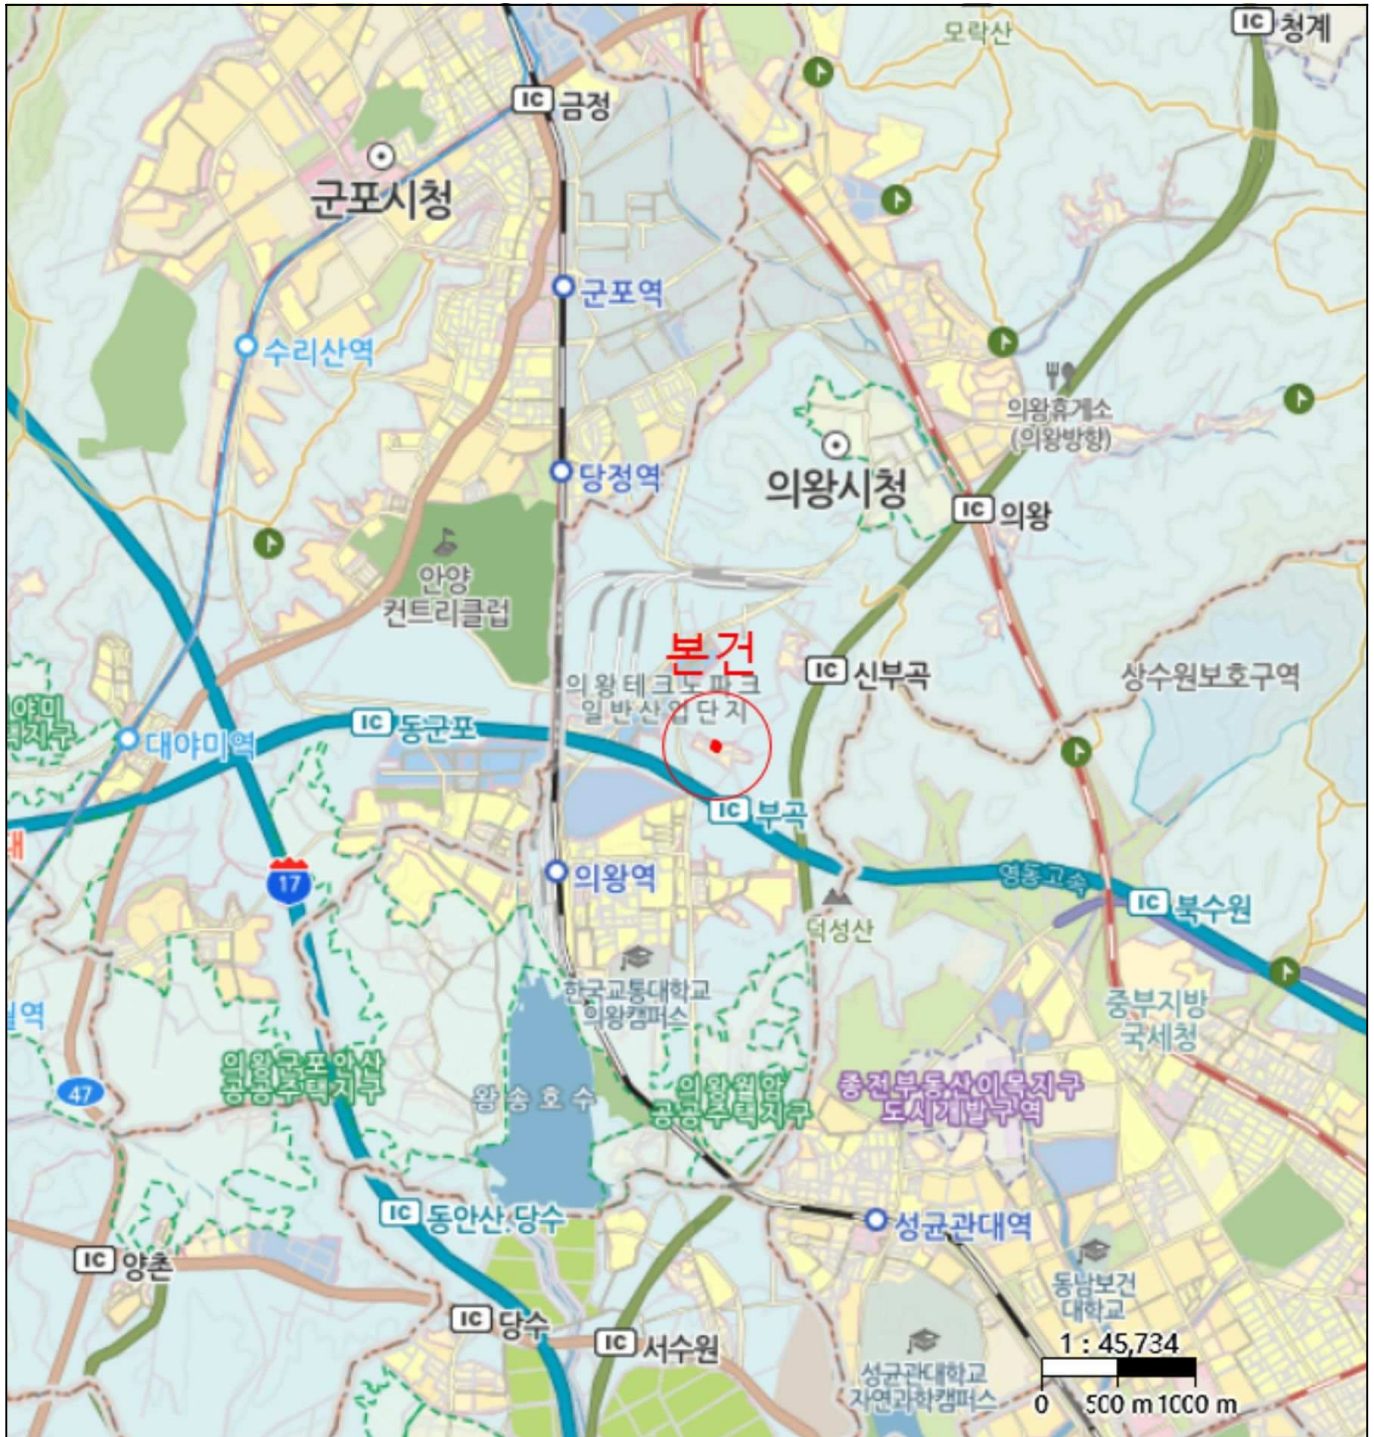 모락산
IC 청계
IC 금정
군포시청
군포역
수리산역
의왕휴게소
(의왕방향)
당정역
의왕시청
IC 의왕
안양
컨트리클럽
본건
IC 신부곡
상수원보호구역
의왕테크노파크
일반산업단지
야미
지구
IC 동군포
대야미역
IC 부곡
17
의왕역
영동고속
IC 북수원
덕성산
한국교통대학교
의왕캠퍼스
중부지방
국세청
역
의왕군포안산
공공주택지구
47
왕송호수
의왕월암
공공주택지구
종전부동산이목지구
도시개발구역
IC 동안산.당수
성균관대역
IC 양촌
동남보건
대학교
IC 당수
IC 서수원
성균관대학교
자연과학캠퍼스
1 : 45,734
0 500 m 1000 m